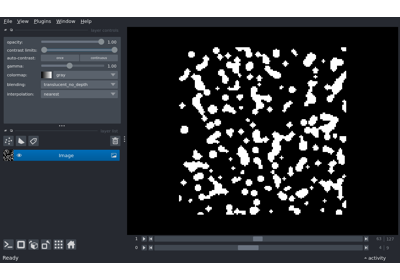 File View Plugins Window Help
opacity: 1.00
contrast limits:
auto-contrast: once continuous
gamma: 1.00
colormap: gray
blending: translucent_no_depth
interpolation: nearest
Image
1
0
Ready
activity